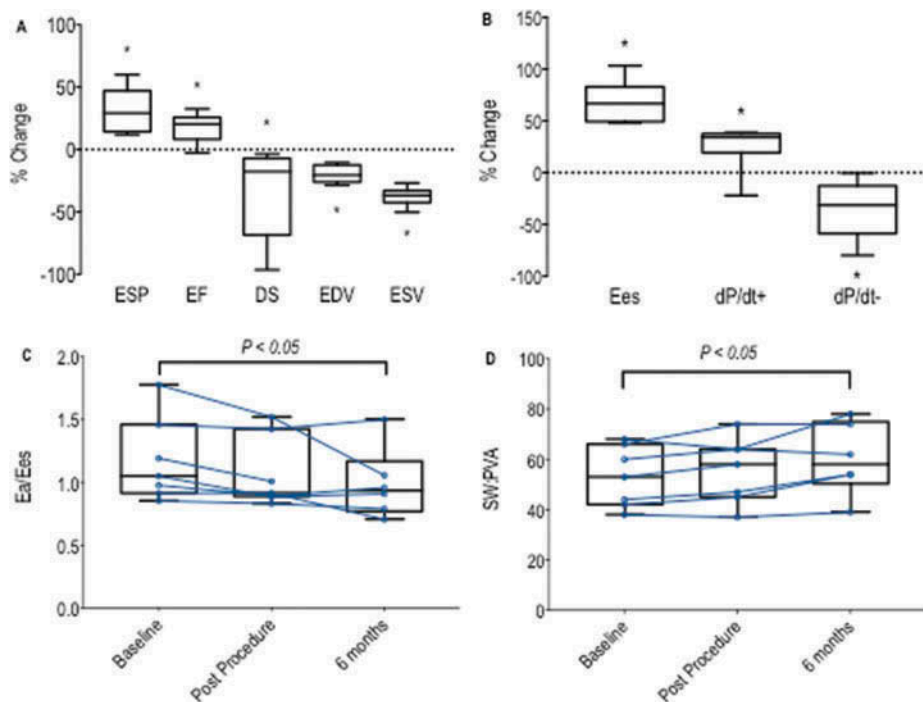 A
% Change
100
50
0
-50
-100
* * * * *
ESP EF DS EDV ESV
B
% Change
150
100
50
0
-50
-100
* * *
Ees dP/dt+ dP/dt-
C
P < 0.05
Ea/Ees
2.0
1.5
1.0
0.5
0.0
Baseline
Post Procedure
6 months
D
P < 0.05
SW:PVA
100
80
60
40
20
0
Baseline
Post Procedure
6 months